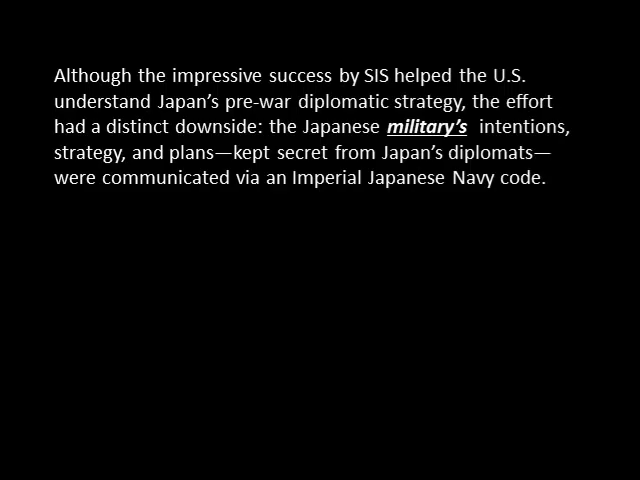 Although the impressive success by SIS helped the U.S.
understand Japan’s pre-war diplomatic strategy, the effort
had a distinct downside: the Japanese military’s intentions,
strategy, and plans—kept secret from Japan’s diplomats—
were communicated via an Imperial Japanese Navy code.